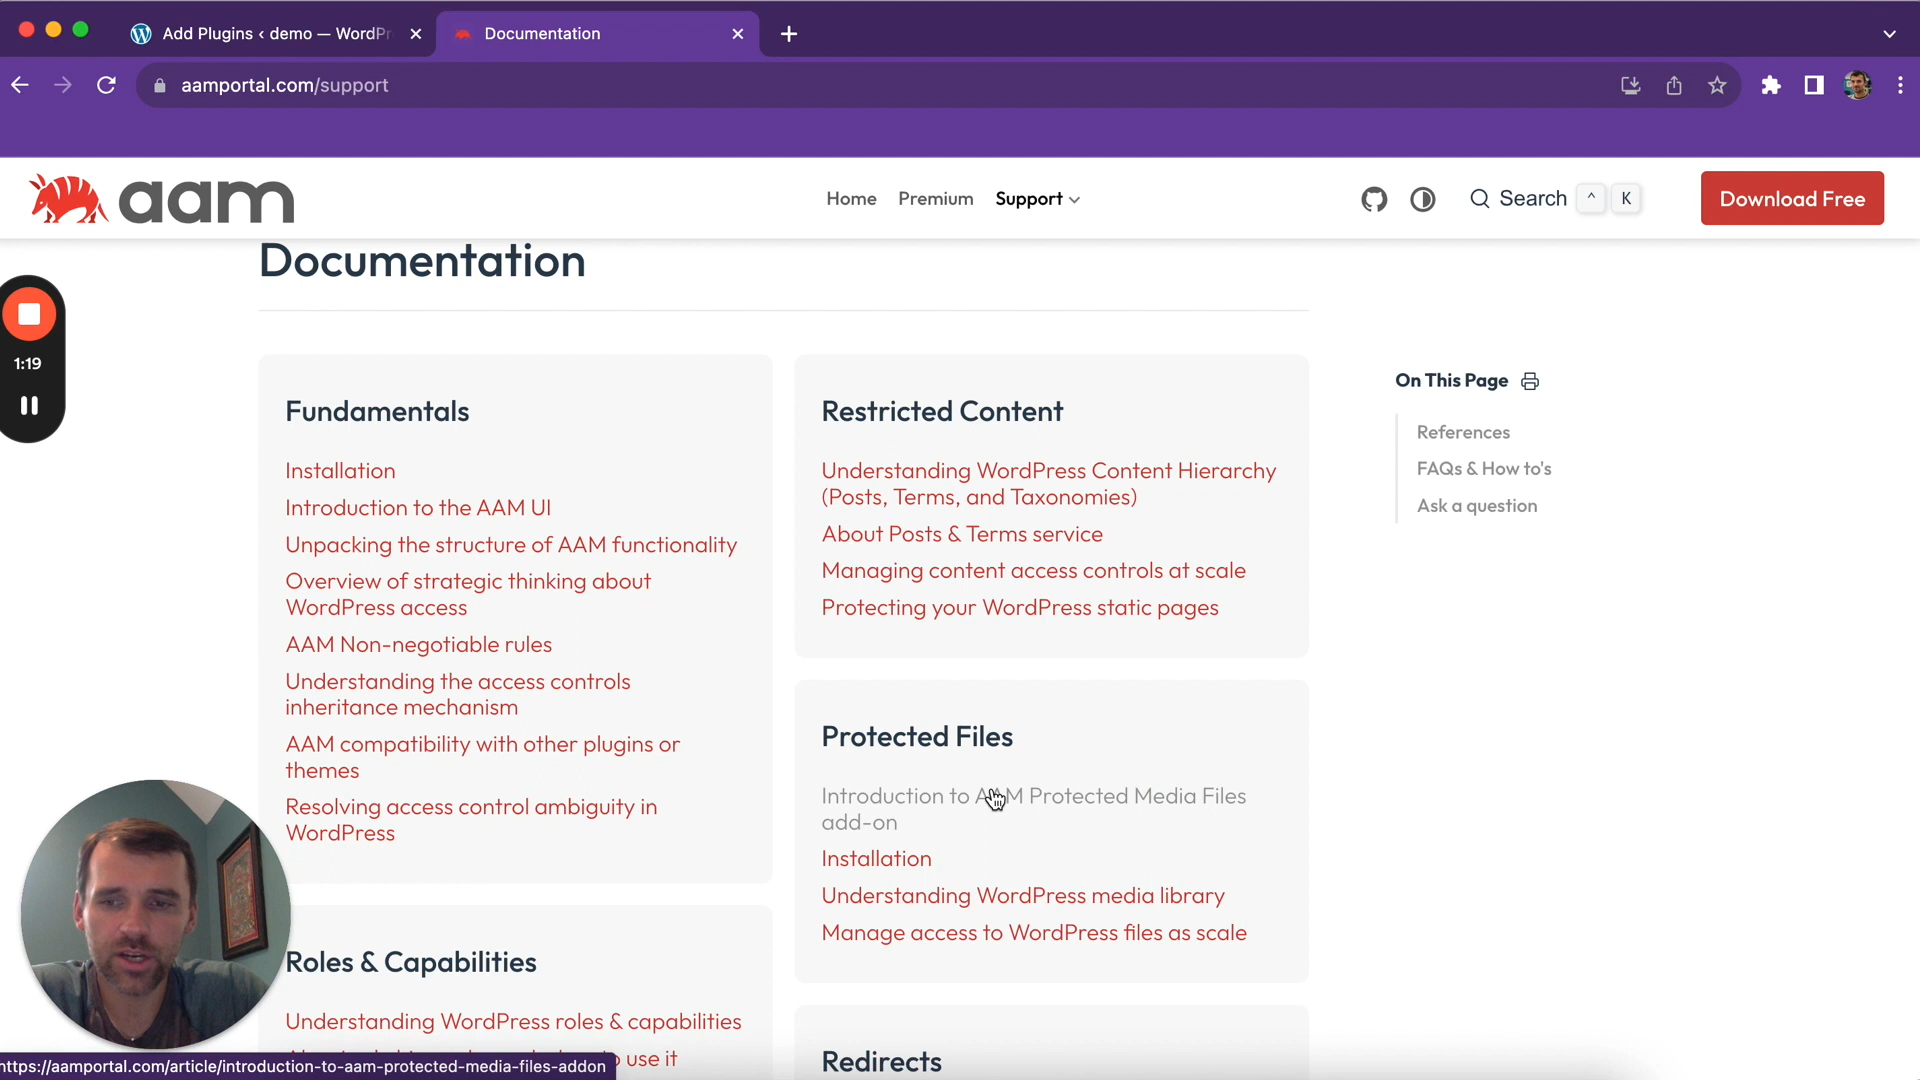 Add Plugins ‹ demo — WordPr
Documentation
aamportal.com/support
aam
Home
Premium
Support
Search
^
K
Download Free
Documentation
1:19
Fundamentals
Installation
Introduction to the AAM UI
Unpacking the structure of AAM functionality
Overview of strategic thinking about
WordPress access
AAM Non-negotiable rules
Understanding the access controls
inheritance mechanism
AAM compatibility with other plugins or
themes
Resolving access control ambiguity in
WordPress
Roles & Capabilities
Understanding WordPress roles & capabilities
use it
Restricted Content
Understanding WordPress Content Hierarchy
(Posts, Terms, and Taxonomies)
About Posts & Terms service
Managing content access controls at scale
Protecting your WordPress static pages
Protected Files
Introduction to AAM Protected Media Files
add-on
Installation
Understanding WordPress media library
Manage access to WordPress files as scale
Redirects
On This Page
References
FAQs & How to's
Ask a question
https://aamportal.com/article/introduction-to-aam-protected-media-files-addon